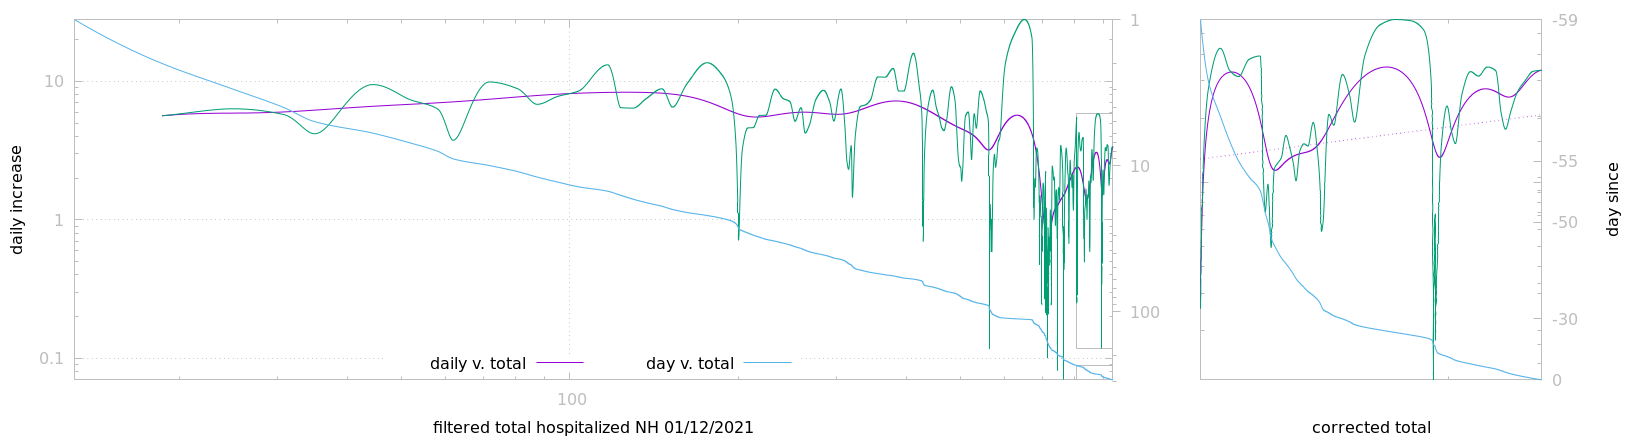 10
1
0.1
daily increase
daily v. total
day v. total
100
filtered total hospitalized NH 01/12/2021
1
10
100
-59
-55
-50
-30
0
day since
corrected total